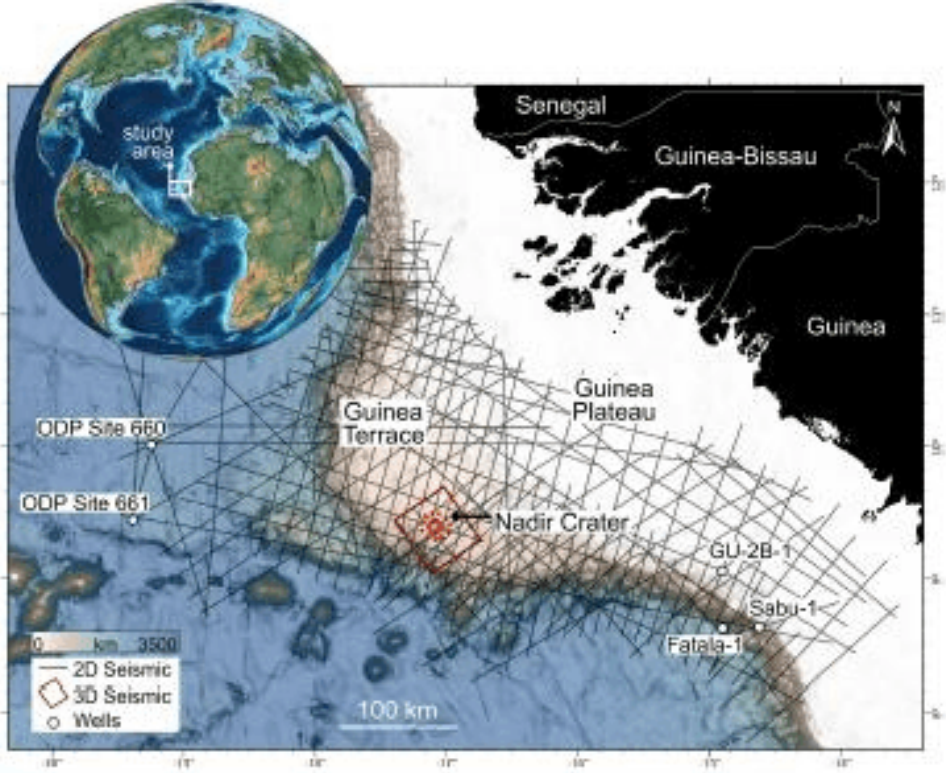 study
area
Senegal
Guinea-Bissau
N
Guinea
Guinea
Plateau
Guinea
Terrace
ODP Site 660
ODP Site 661
Nadir Crater
GU-2B-1
Sabu-1
Fatala-1
0 km 3500
2D Seismic
3D Seismic
Wells
100 km